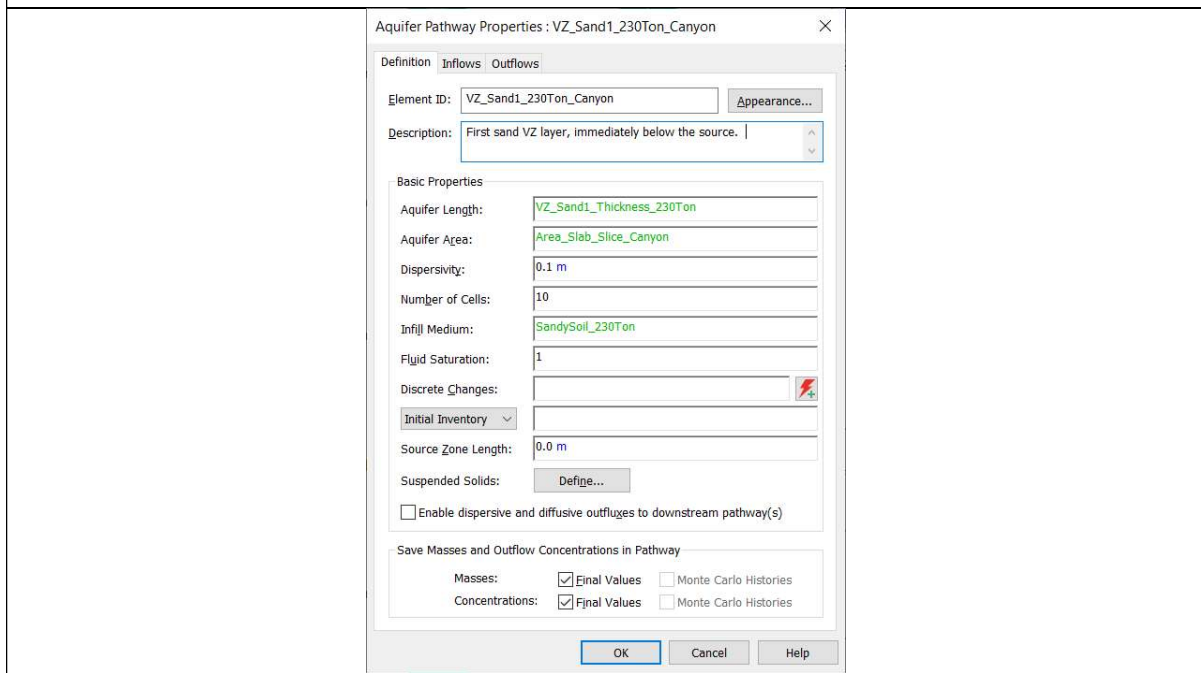 Aquifer Pathway Properties : VZ_Sand1_230Ton_Canyon
Definition Inflows Outflows
Element ID: VZ_Sand1_230Ton_Canyon Appearance...
Description: First sand VZ layer, immediately below the source.
Basic Properties
Aquifer Length: VZ_Sand1_Thickness_230Ton
Aquifer Area: Area_Slab_Slice_Canyon
Dispersivity: 0.1 m
Number of Cells: 10
Infill Medium: SandySoil_230Ton
Fluid Saturation: 1
Discrete Changes:
Initial Inventory
Source Zone Length: 0.0 m
Suspended Solids: Define...
Enable dispersive and diffusive outfluxes to downstream pathway(s)
Save Masses and Outflow Concentrations in Pathway
Masses: Final Values Monte Carlo Histories
Concentrations: Final Values Monte Carlo Histories
OK Cancel Help